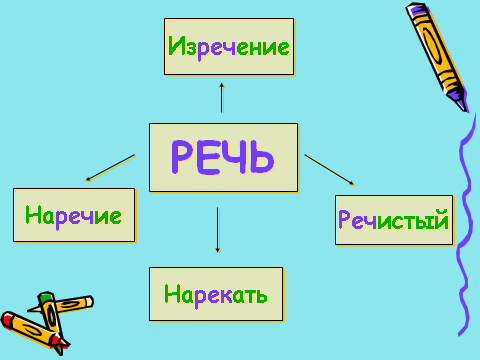 Изречение
РЕЧЬ
Наречие
Речистый
Нарекать